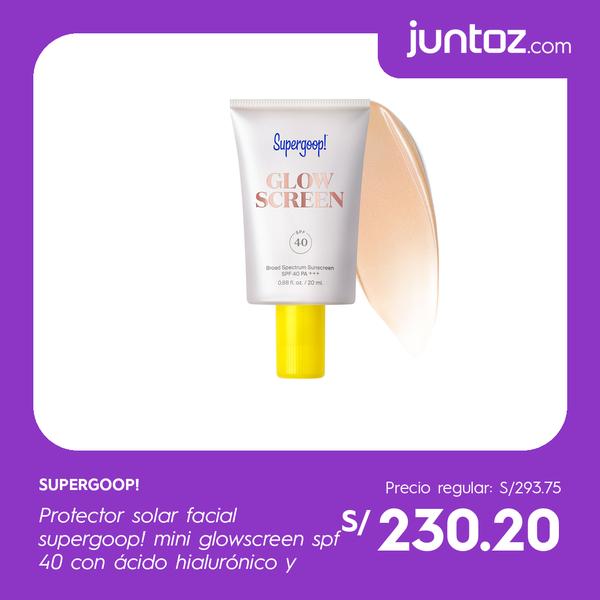 juntoz.com
Supergoop!
GLOW
SCREEN
SPF
40
Broad Spectrum Sunscreen
SPF 40 PA +++
0.68 fl. oz. / 20 ml.
SUPERGOOP!
Protector solar facial
supergoop! mini glowscreen spf
40 con ácido hialurónico y
Precio regular: S/293.75
S/ 230.20